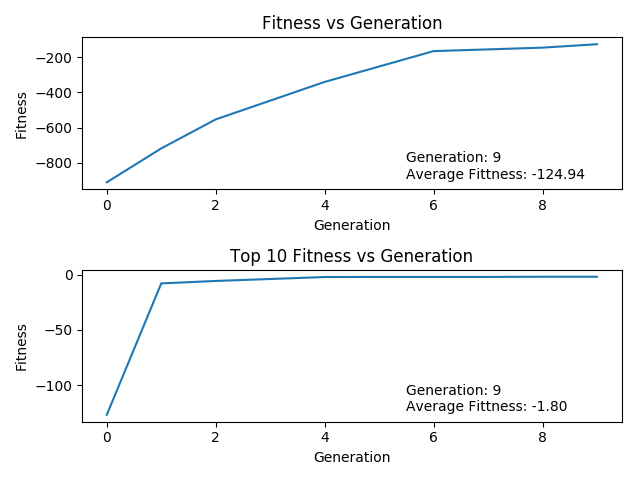 Fitness vs Generation
Fitness
−200
−400
−600
−800
Generation: 9
Average Fittness: -124.94
0 2 4 6 8
Generation
Top 10 Fitness vs Generation
Fitness
0
−50
−100
Generation: 9
Average Fittness: -1.80
0 2 4 6 8
Generation